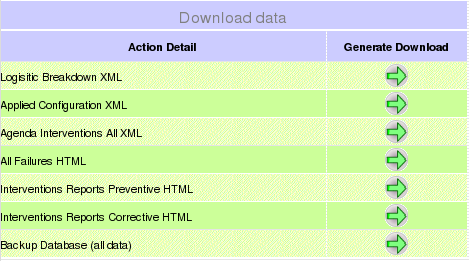 Download data
Action Detail Generate Download
Logisitic Breakdown XML
Applied Configuration XML
Agenda Interventions All XML
All Failures HTML
Interventions Reports Preventive HTML
Interventions Reports Corrective HTML
Backup Database (all data)